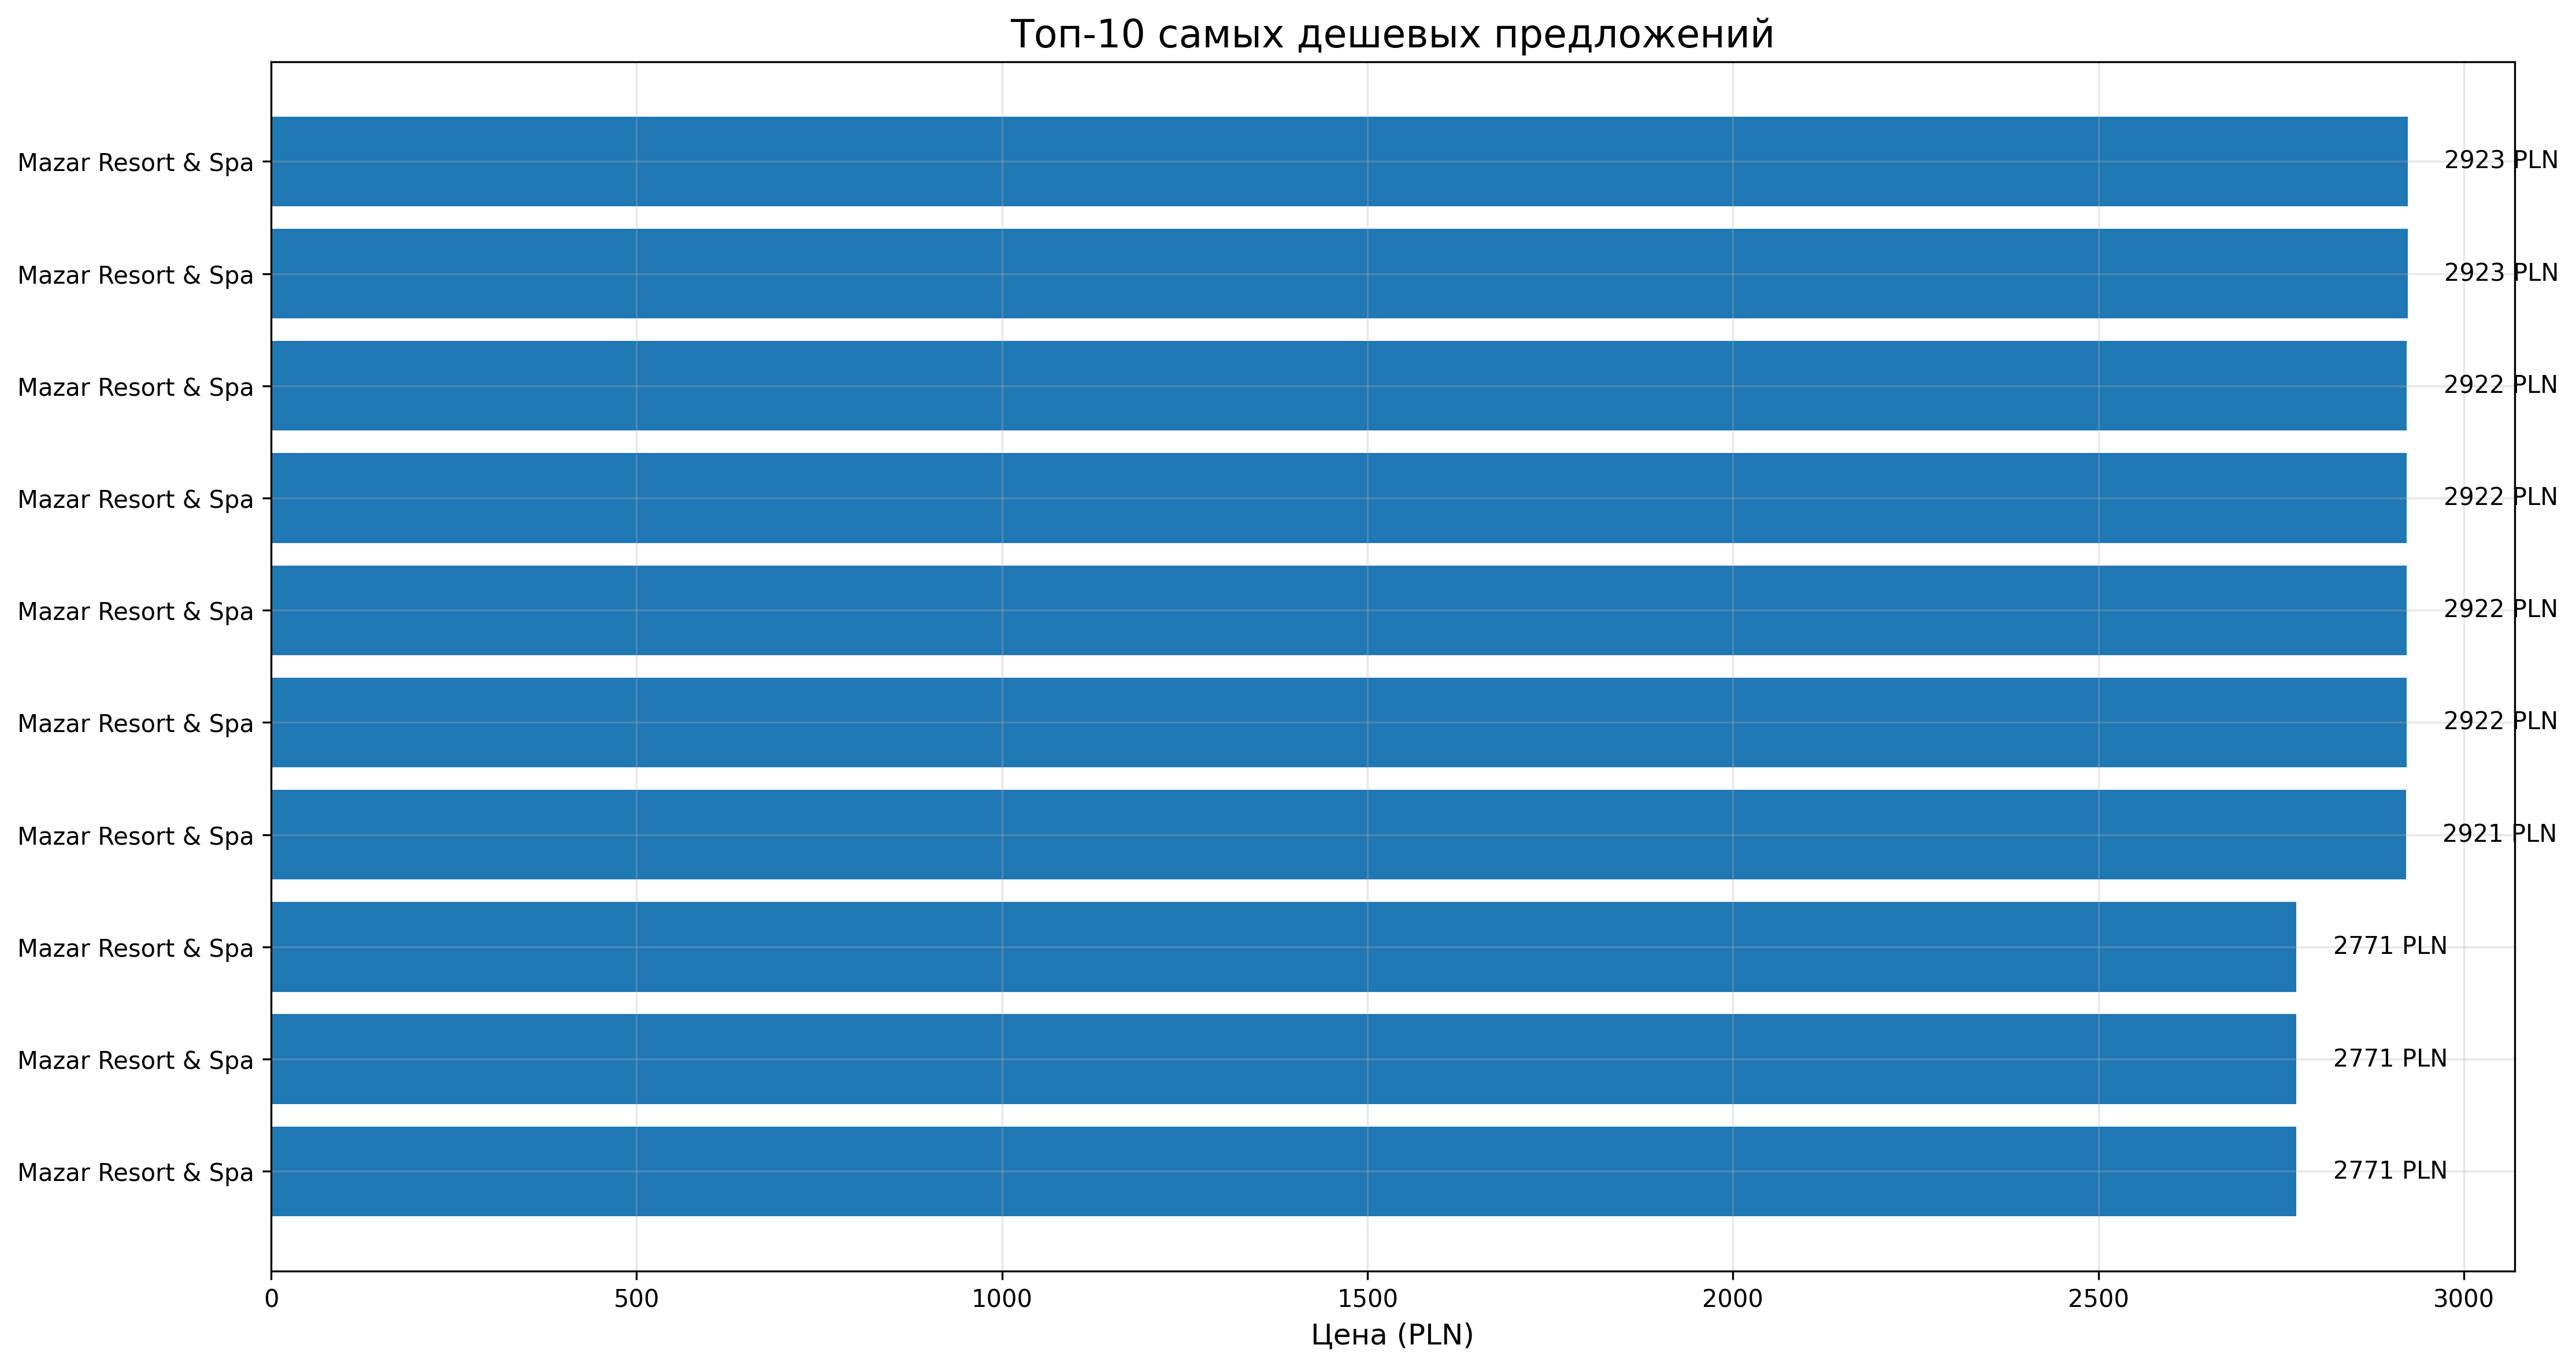 Топ-10 самых дешевых предложений
Mazar Resort & Spa 2923 PLN
Mazar Resort & Spa 2923 PLN
Mazar Resort & Spa 2922 PLN
Mazar Resort & Spa 2922 PLN
Mazar Resort & Spa 2922 PLN
Mazar Resort & Spa 2922 PLN
Mazar Resort & Spa 2921 PLN
Mazar Resort & Spa 2771 PLN
Mazar Resort & Spa 2771 PLN
Mazar Resort & Spa 2771 PLN
0 500 1000 1500 2000 2500 3000
Цена (PLN)